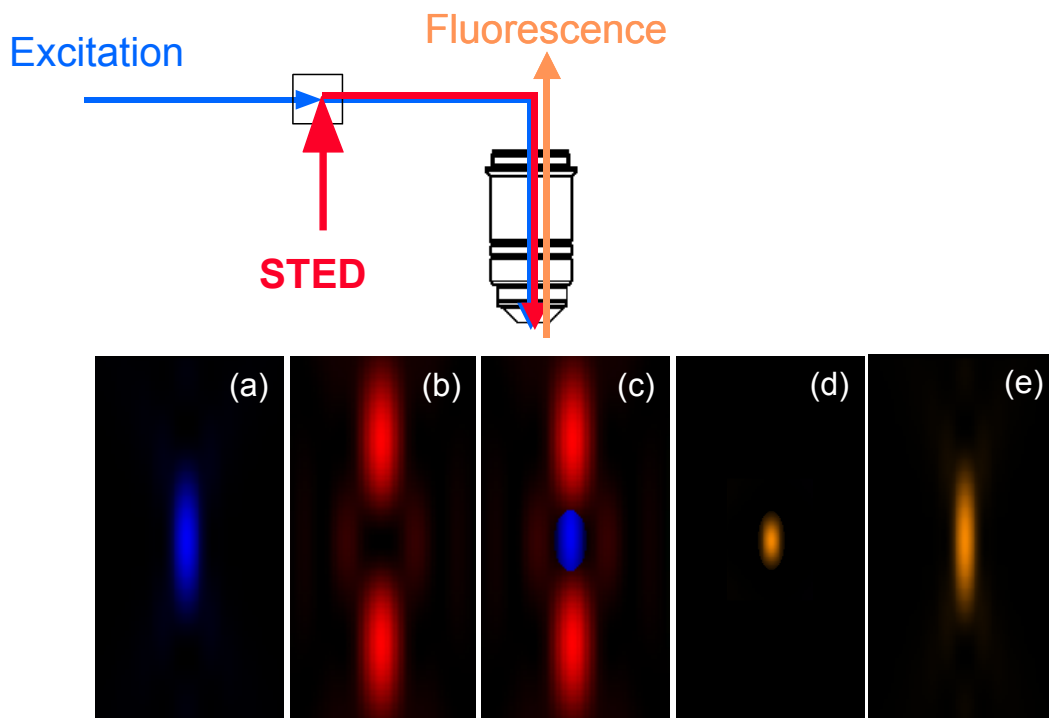 Fluorescence
Excitation
STED
(a)
(b)
(c)
(d)
(e)